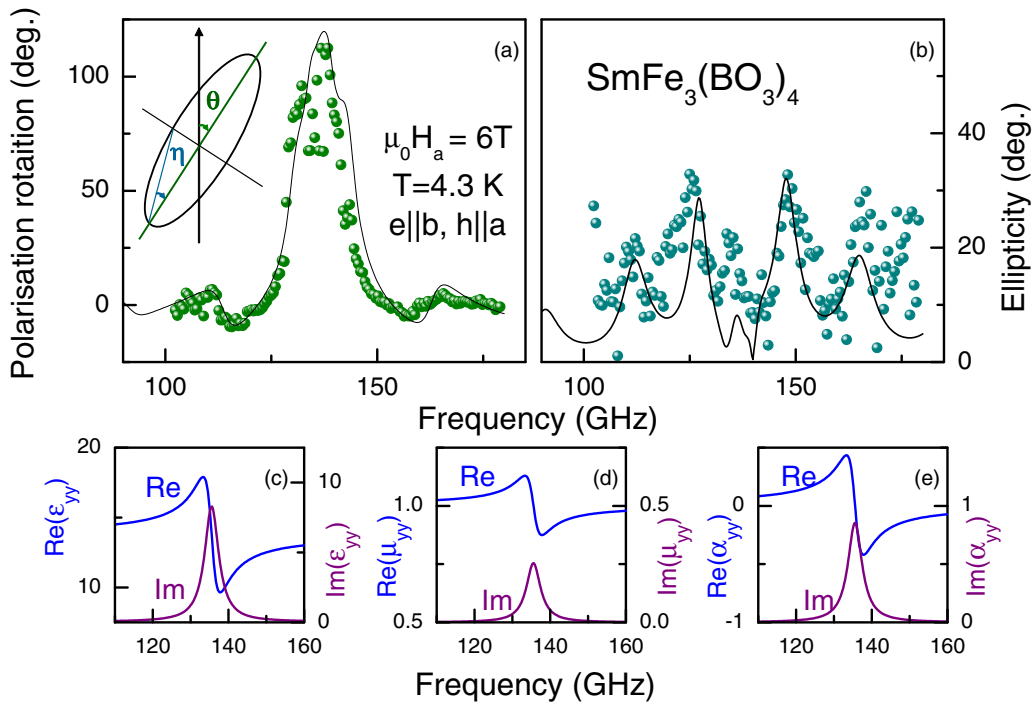 Polarisation rotaition (deg.)
100
50
0
(a)
θ
η
μ0Ha = 6T
T=4.3 K
e||b, h||a
100
150
(b)
SmFe3(BO3)4
40
20
0
Ellipticity (deg.)
100
150
Frequency (GHz)
Re(εyy)
20
10
(c)
Re
Im
10
0
Im(εyy)
120
140
160
Re(μyy)
1.0
0.5
(d)
Re
Im
0.5
0.0
Im(μyy)
120
140
160
Re(αyy)
0
-1
(e)
Re
Im
1
0
Im(αyy)
120
140
160
Frequency (GHz)